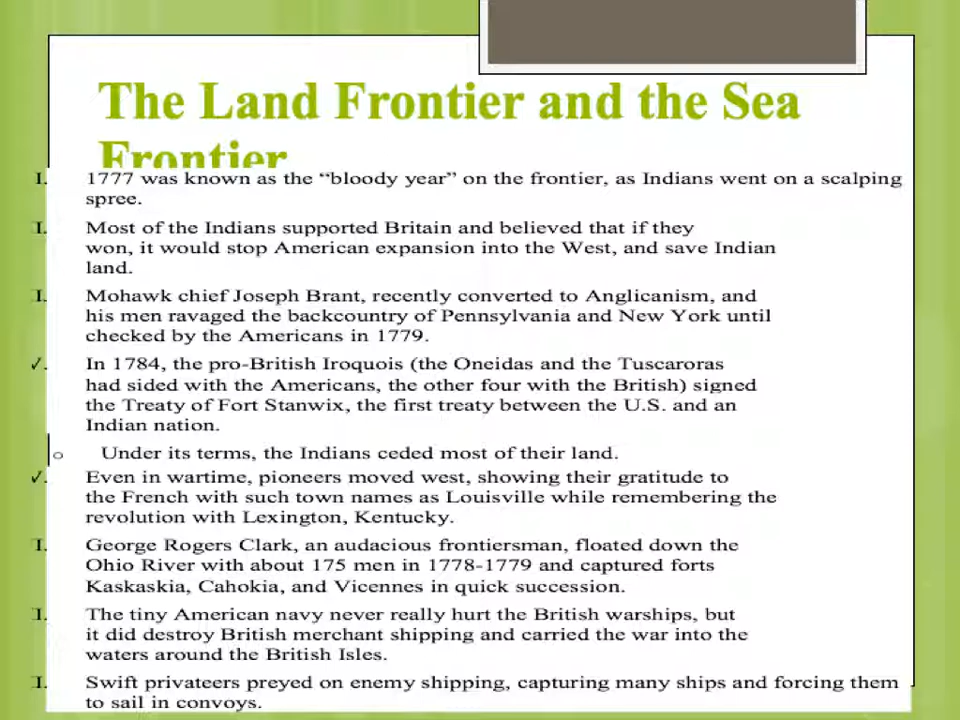 The Land Frontier and the Sea
Frontier
I. 1777 was known as the “bloody year” on the frontier, as Indians went on a scalping
spree.
I. Most of the Indians supported Britain and believed that if they
won, it would stop American expansion into the West, and save Indian
land.
I. Mohawk chief Joseph Brant, recently converted to Anglicanism, and
his men ravaged the backcountry of Pennsylvania and New York until
checked by the Americans in 1779.
✓. In 1784, the pro-British Iroquois (the Oneidas and the Tuscaroras
had sided with the Americans, the other four with the British) signed
the Treaty of Fort Stanwix, the first treaty between the U.S. and an
Indian nation.
o Under its terms, the Indians ceded most of their land.
✓. Even in wartime, pioneers moved west, showing their gratitude to
the French with such town names as Louisville while remembering the
revolution with Lexington, Kentucky.
I. George Rogers Clark, an audacious frontiersman, floated down the
Ohio River with about 175 men in 1778-1779 and captured forts
Kaskaskia, Cahokia, and Vicennes in quick succession.
I. The tiny American navy never really hurt the British warships, but
it did destroy British merchant shipping and carried the war into the
waters around the British Isles.
I. Swift privateers preyed on enemy shipping, capturing many ships and forcing them
to sail in convoys.